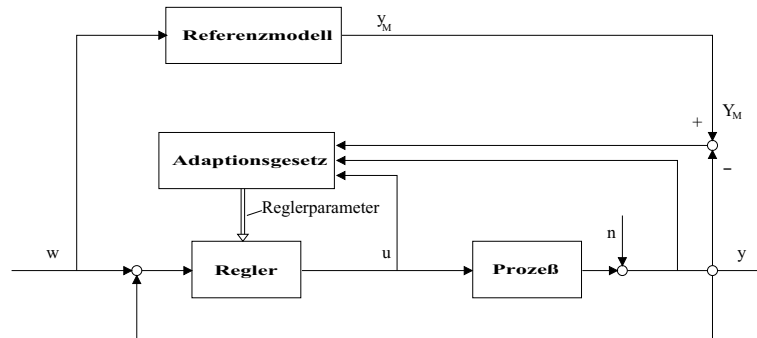 y_M
Referenzmodell
Y_M
+
Adaptionsgesetz
−
Reglerparameter
n
w
u
y
Regler
Prozeß